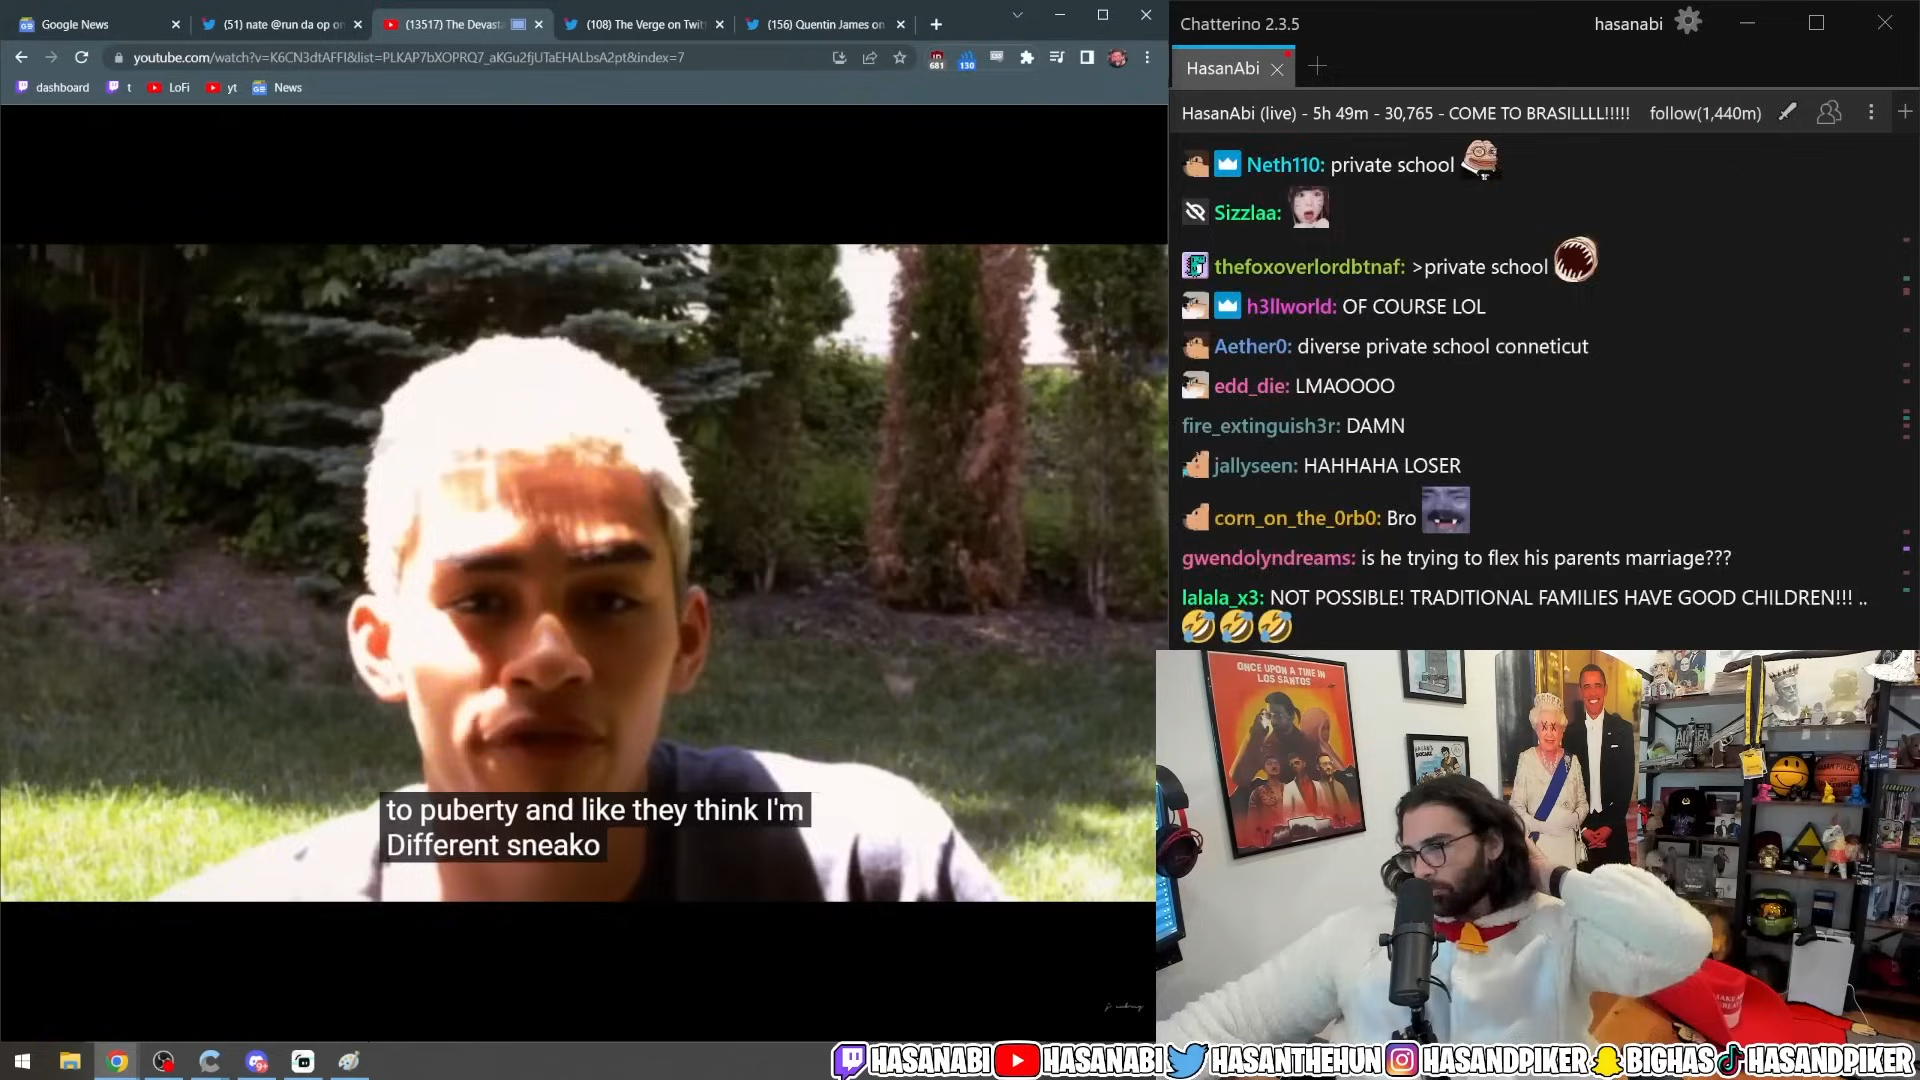 Google News
(51) nate @run da op on
(13517) The Devasta
(108) The Verge on Twit
(156) Quentin James on
youtube.com/watch?v=K6CN3dtAFFI&list=PLKAP7bXOPRQ7_aKGu2fjUTaEHALbsA2pt&index=7
681
130
dashboard
t
LoFi
yt
News
to puberty and like they think I'm
Different sneako
Chatterino 2.3.5
hasanabi
HasanAbi
HasanAbi (live) - 5h 49m - 30,765 - COME TO BRASILLLL!!!!! follow(1,440m)
Neth110: private school
Sizzlaa:
thefoxoverlordbtnaf: >private school
h3llworld: OF COURSE LOL
Aether0: diverse private school conneticut
edd_die: LMAOOOO
fire_extinguish3r: DAMN
jallyseen: HAHHAHA LOSER
corn_on_the_0rb0: Bro
gwendolyndreams: is he trying to flex his parents marriage???
lalala_x3: NOT POSSIBLE! TRADITIONAL FAMILIES HAVE GOOD CHILDREN!!! ..
🤣🤣🤣
ONCE UPON A TIME IN
LOS SANTOS
HASANABI HASANABI HASANTHEHUN HASANDPIKER BIGHAS HASANDPIKER